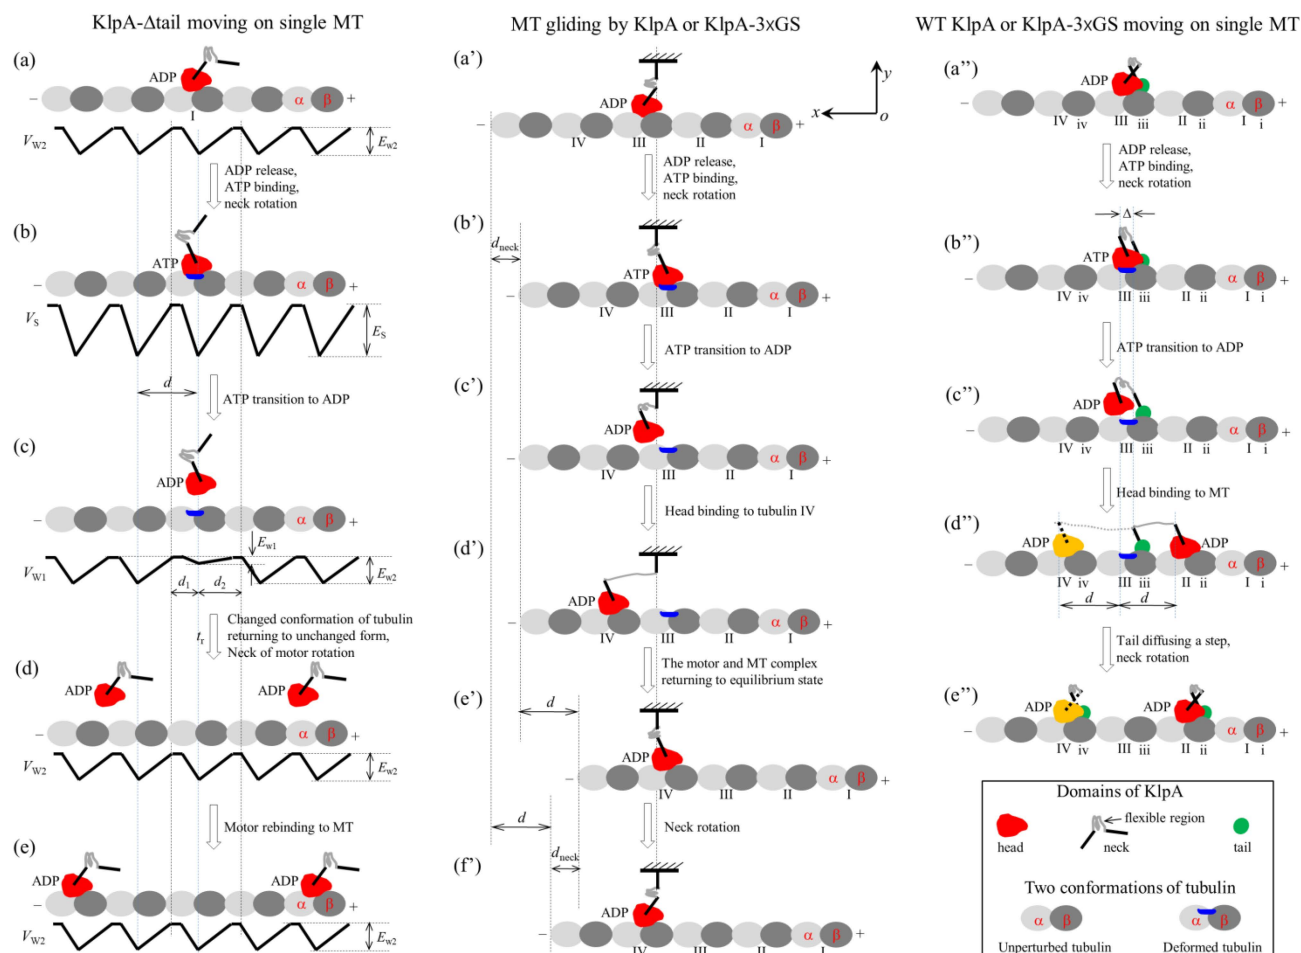 KlpA-Δtail moving on single MT
(a)
ADP
− α β +
I
V_W2
E_w2
ADP release,
ATP binding,
neck rotation
(b)
ATP
− α β +
V_S
E_S
d
ATP transition to ADP
(c)
ADP
− α β +
E_w1
V_W1
E_w2
d_1 d_2
t_r
Changed conformation of tubulin
returning to unchanged form,
Neck of motor rotation
(d)
ADP ADP
− α β +
V_W2
E_w2
Motor rebinding to MT
(e)
ADP ADP
− α β +
V_W2
E_w2
MT gliding by KlpA or KlpA-3xGS
(a’)
y
x o
ADP
− α β +
IV III II I
ADP release,
ATP binding,
neck rotation
(b’)
d_neck
ATP
− α β +
IV III II I
ATP transition to ADP
(c’)
ADP
− α β +
IV III II I
Head binding to tubulin IV
(d’)
ADP
− α β +
IV III II I
The motor and MT complex
returning to equilibrium state
(e’)
d
ADP
− α β +
IV III II I
d
Neck rotation
d_neck
(f’)
ADP
− α β +
IV III II I
WT KlpA or KlpA-3xGS moving on single MT
(a’’)
ADP
− α β +
IV iv III iii II ii I i
ADP release,
ATP binding,
neck rotation
(b’’)
Δ
ATP
− α β +
IV iv III iii II ii I i
ATP transition to ADP
(c’’)
ADP
− α β +
IV iv III iii II ii I i
Head binding to MT
(d’’)
ADP ADP
− α β +
IV iv III iii II ii I i
d d
Tail diffusing a step,
neck rotation
(e’’)
ADP ADP
− α β +
IV iv III iii II ii I i
Domains of KlpA
flexible region
head neck tail
Two conformations of tubulin
α β α β
Unperturbed tubulin Deformed tubulin